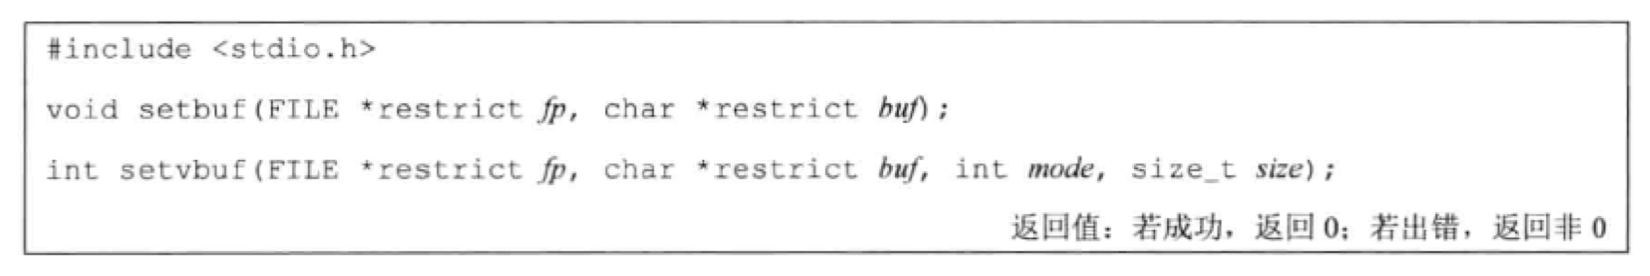 #include <stdio.h>
void setbuf(FILE *restrict fp, char *restrict buf);
int setvbuf(FILE *restrict fp, char *restrict buf, int mode, size_t size);
返回值：若成功，返回 0；若出错，返回非 0